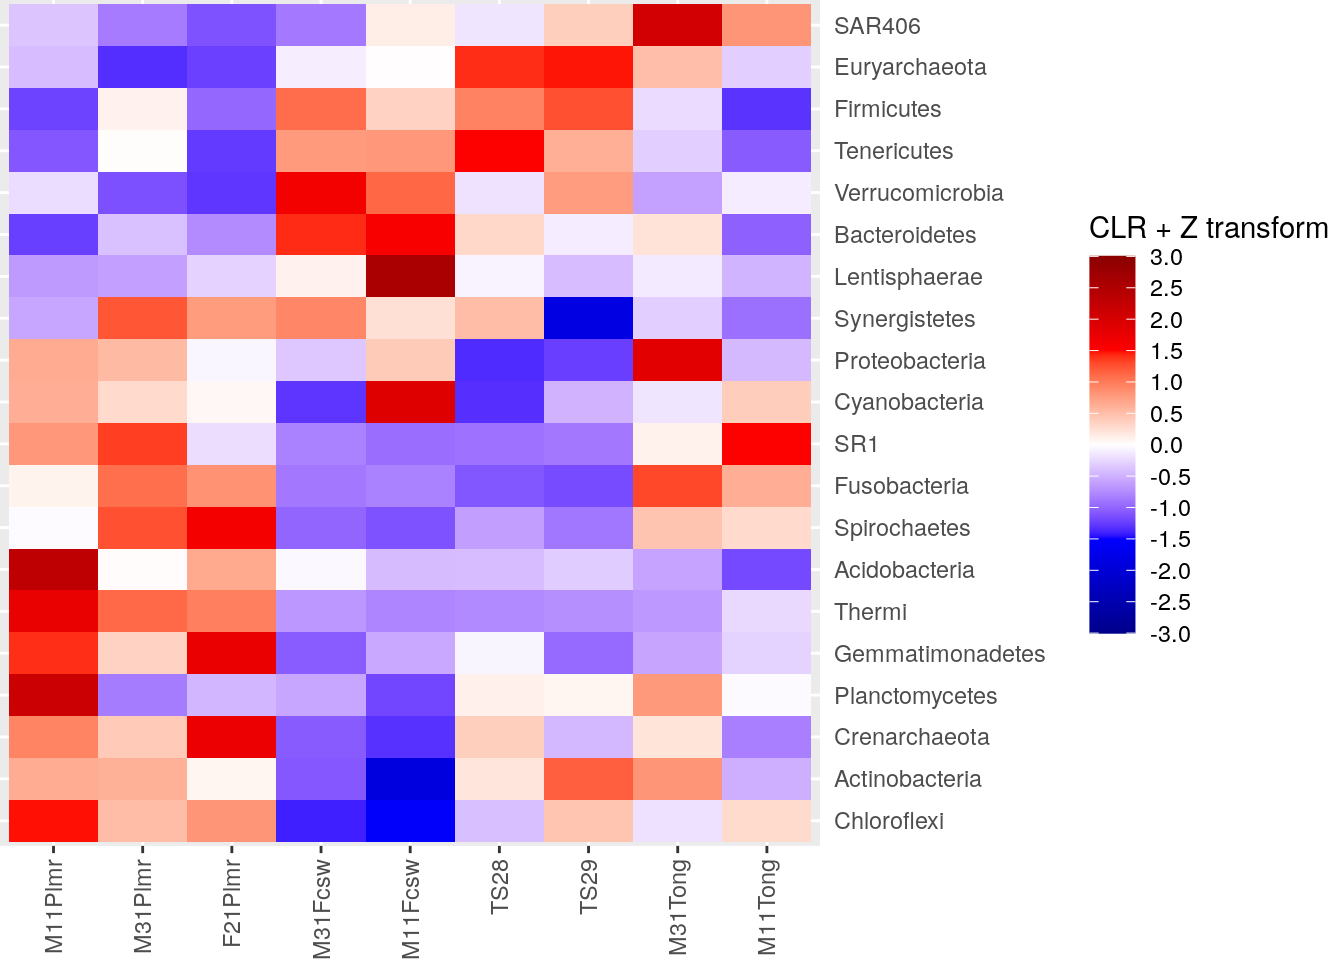 SAR406
Euryarchaeota
Firmicutes
Tenericutes
Verrucomicrobia
Bacteroidetes
Lentisphaerae
Synergistetes
Proteobacteria
Cyanobacteria
SR1
Fusobacteria
Spirochaetes
Acidobacteria
Thermi
Gemmatimonadetes
Planctomycetes
Crenarchaeota
Actinobacteria
Chloroflexi
M11Plmr
M31Plmr
F21Plmr
M31Fcsw
M11Fcsw
TS28
TS29
M31Tong
M11Tong
CLR + Z transform
3.0
2.5
2.0
1.5
1.0
0.5
0.0
-0.5
-1.0
-1.5
-2.0
-2.5
-3.0